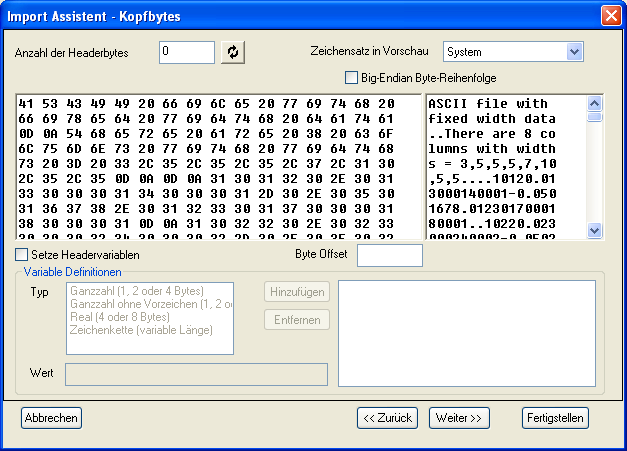 Import Assistent - Kopfbytes
Anzahl der Headerbytes 0 Zeichensatz in Vorschau System
Big-Endian Byte-Reihenfolge
41 53 43 49 49 20 66 69 6C 65 20 77 69 74 68 20 ASCII file with
66 69 78 65 64 20 77 69 64 74 68 20 64 61 74 61 fixed width data
0D 0A 54 68 65 72 65 20 61 72 65 20 38 20 63 6F ..There are 8 co
6C 75 6D 6E 73 20 77 69 74 68 20 77 69 64 74 68 lumns with width
73 20 3D 20 33 2C 35 2C 35 2C 35 2C 37 2C 31 30 s = 3,5,5,5,7,10
2C 35 2C 35 0D 0A 0D 0A 31 30 31 32 30 2E 30 31 ,5,5....10120.01
33 30 30 30 31 34 30 30 30 31 2D 30 2E 30 35 30 3000140001-0.050
31 36 37 38 2E 30 31 32 33 30 31 37 30 30 30 31 1678.01230170001
38 30 30 30 31 0D 0A 31 30 32 32 30 2E 30 32 33 80001..10220.023
Setze Headervariablen Byte Offset
Variable Definitionen
Typ Ganzzahl (1, 2 oder 4 Bytes) Hinzufügen
Ganzzahl ohne Vorzeichen (1, 2 o
Real (4 oder 8 Bytes) Entfernen
Zeichenkette (variable Länge)
Wert
Abbrechen << Zurück Weiter >> Fertigstellen